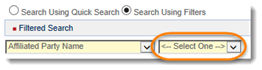 Search Using Quick Search Search Using Filters
Filtered Search
Affiliated Party Name <-- Select One -->